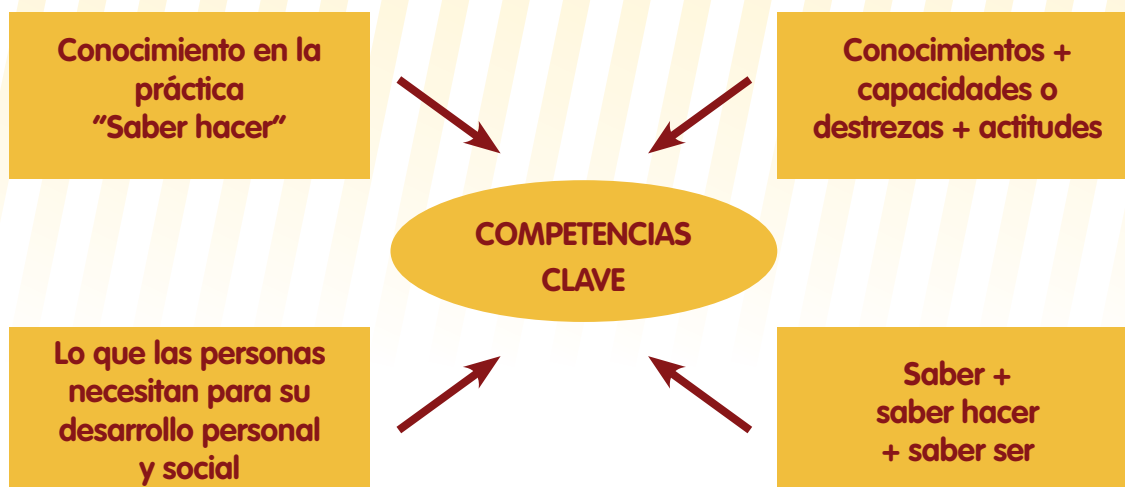 Conocimiento en la
práctica
“Saber hacer”
Conocimientos +
capacidades o
destrezas + actitudes
COMPETENCIAS
CLAVE
Lo que las personas
necesitan para su
desarrollo personal
y social
Saber +
saber hacer
+ saber ser